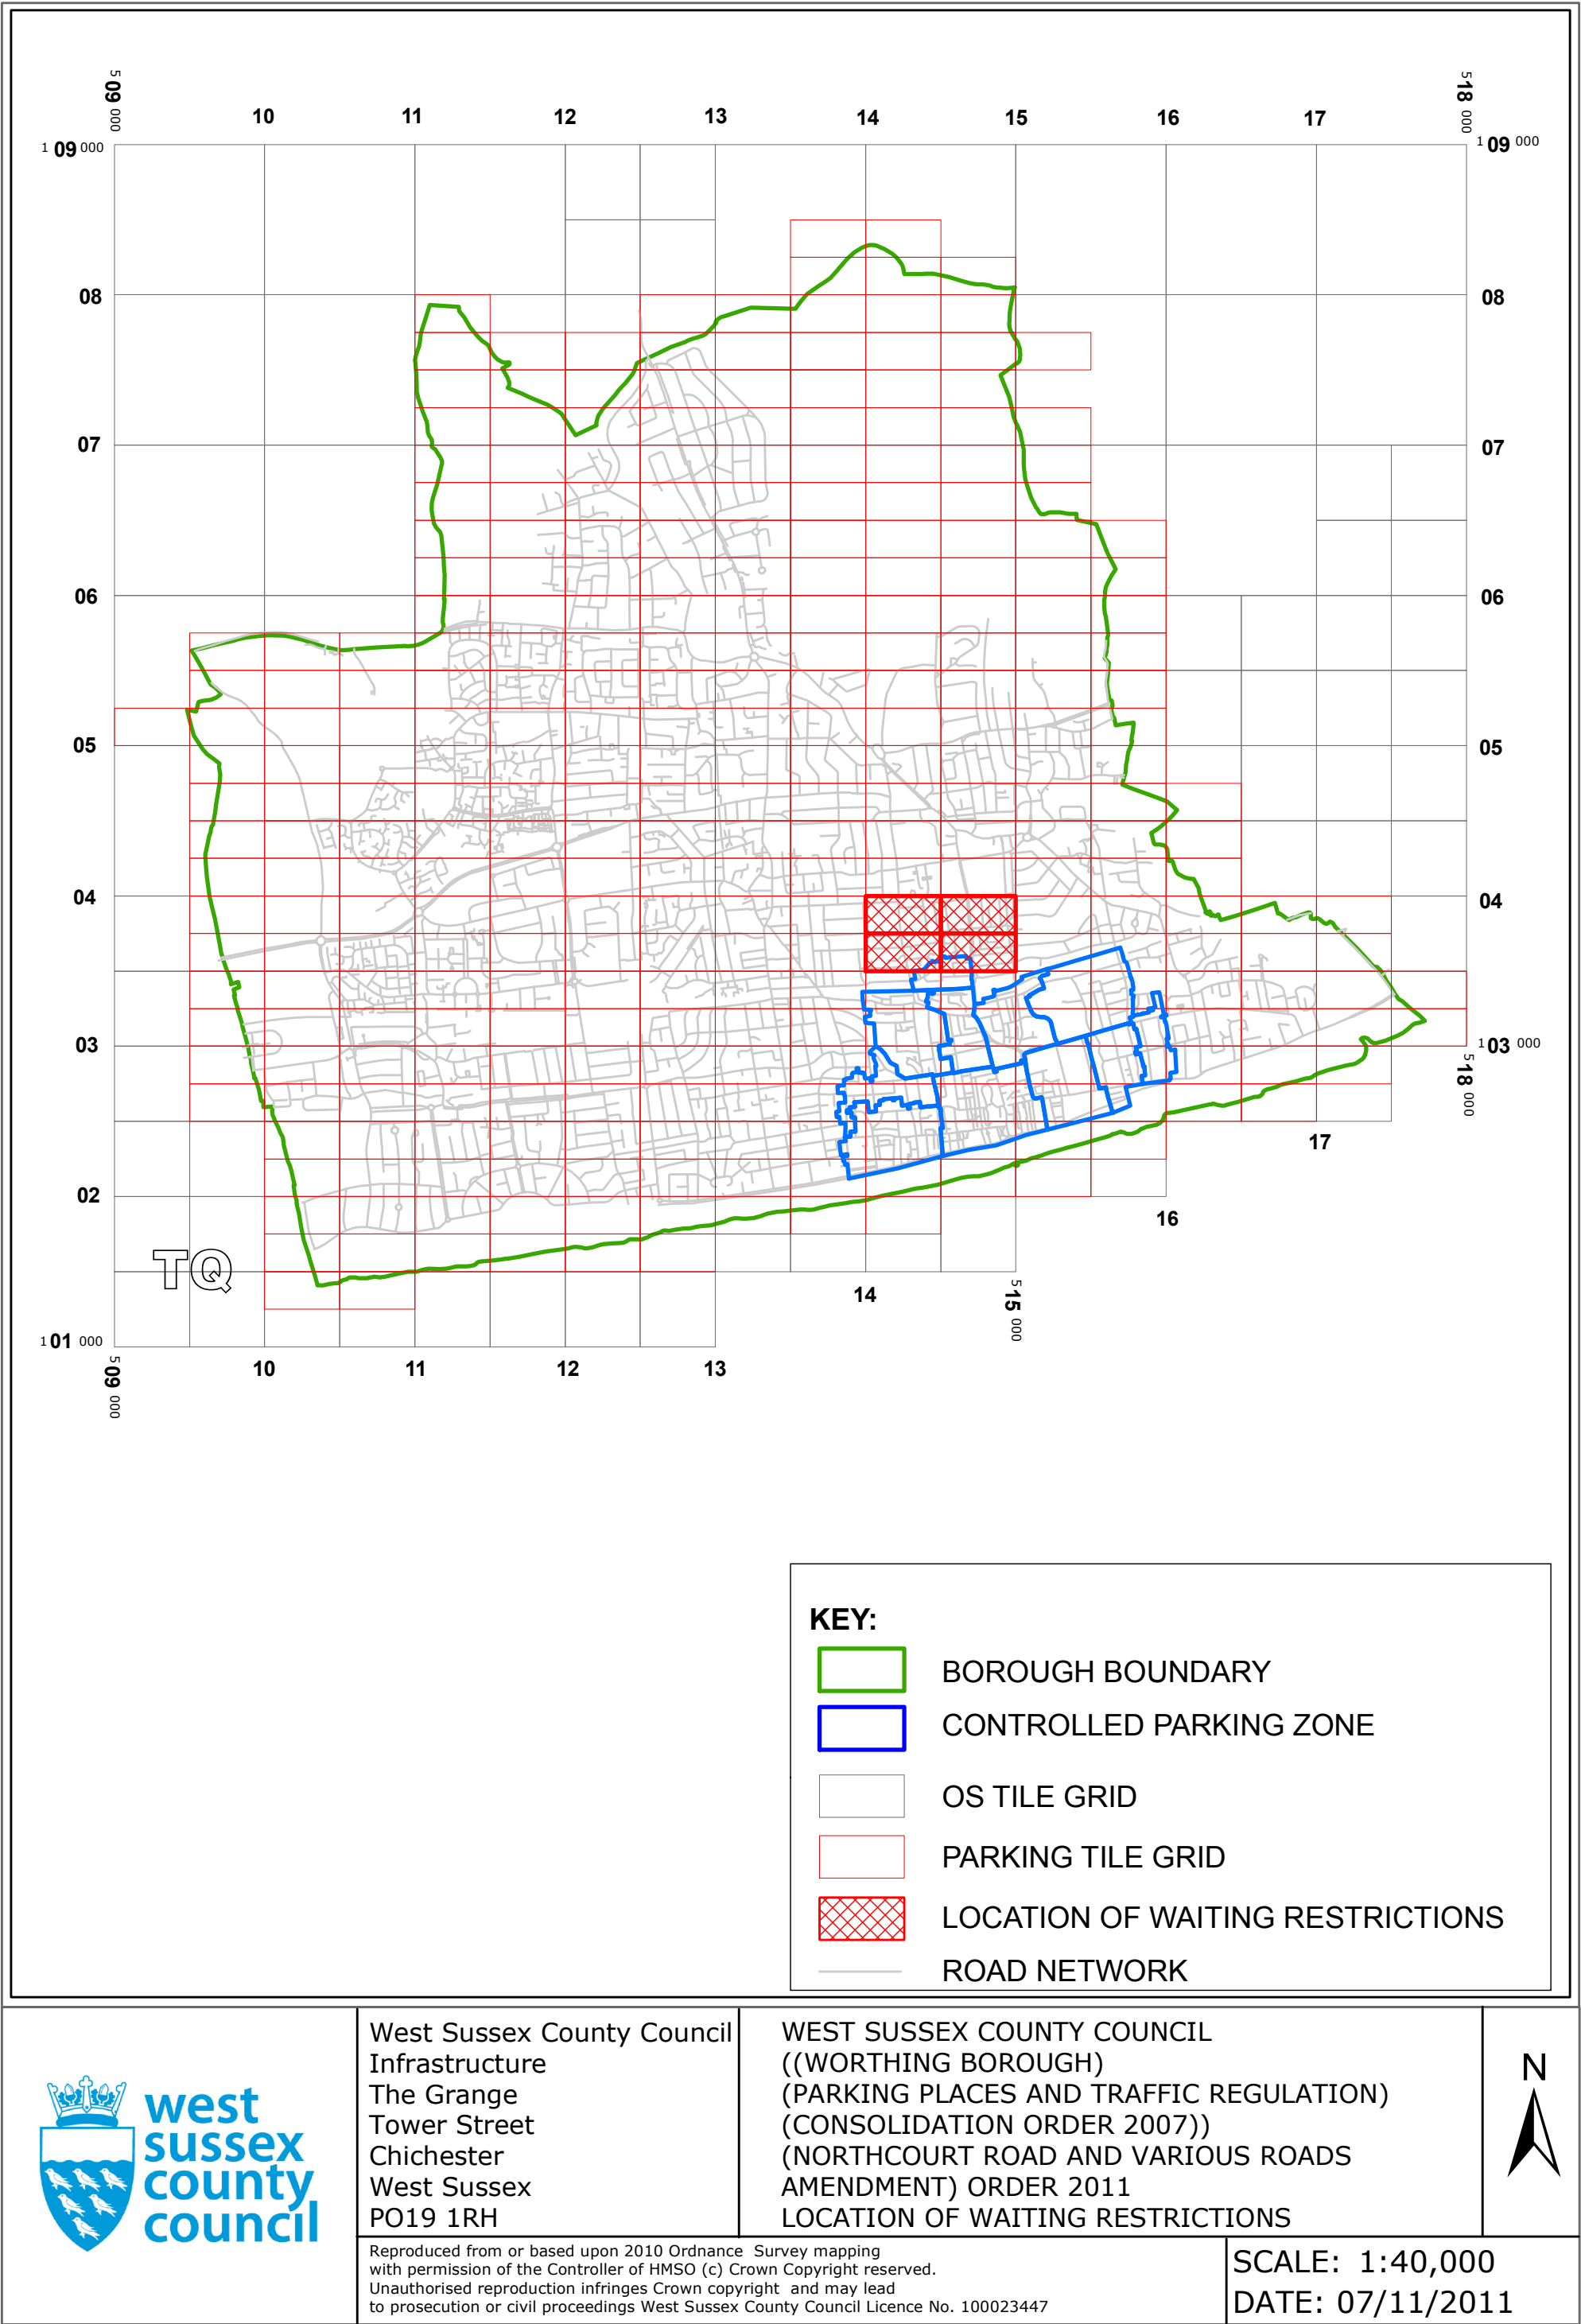 5 09 000
10
11
12
13
14
15
16
17
5 18 000
1 09 000
1 09 000
08
08
07
07
06
06
05
05
04
04
03
1 03 000
5 18 000
17
02
16
TQ
14
5 15 000
1 01 000
5 09 000
10
11
12
13
KEY:
BOROUGH BOUNDARY
CONTROLLED PARKING ZONE
OS TILE GRID
PARKING TILE GRID
LOCATION OF WAITING RESTRICTIONS
ROAD NETWORK
west
sussex
county
council
West Sussex County Council
Infrastructure
The Grange
Tower Street
Chichester
West Sussex
PO19 1RH
WEST SUSSEX COUNTY COUNCIL
((WORTHING BOROUGH)
(PARKING PLACES AND TRAFFIC REGULATION)
(CONSOLIDATION ORDER 2007))
(NORTHCOURT ROAD AND VARIOUS ROADS
AMENDMENT) ORDER 2011
LOCATION OF WAITING RESTRICTIONS
N
Reproduced from or based upon 2010 Ordnance Survey mapping
with permission of the Controller of HMSO (c) Crown Copyright reserved.
Unauthorised reproduction infringes Crown copyright and may lead
to prosecution or civil proceedings West Sussex County Council Licence No. 100023447
SCALE: 1:40,000
DATE: 07/11/2011